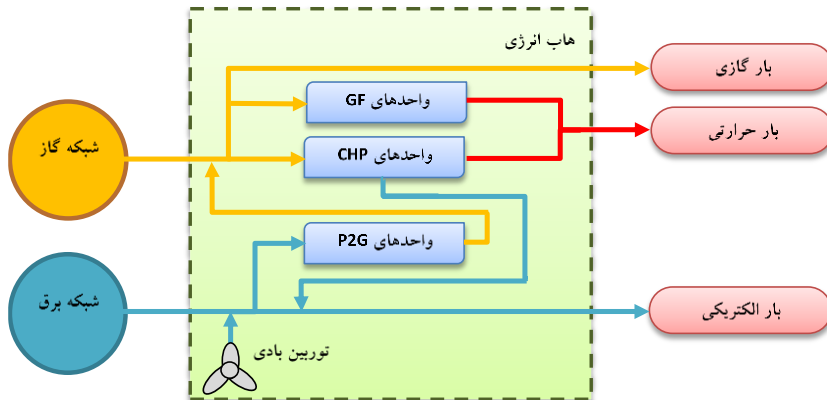 هاب انرژی
بار گازی
واحدهای GF
بار حرارتی
شبکه گاز
واحدهای CHP
واحدهای P2G
شبکه برق
بار الکتریکی
توربین بادی